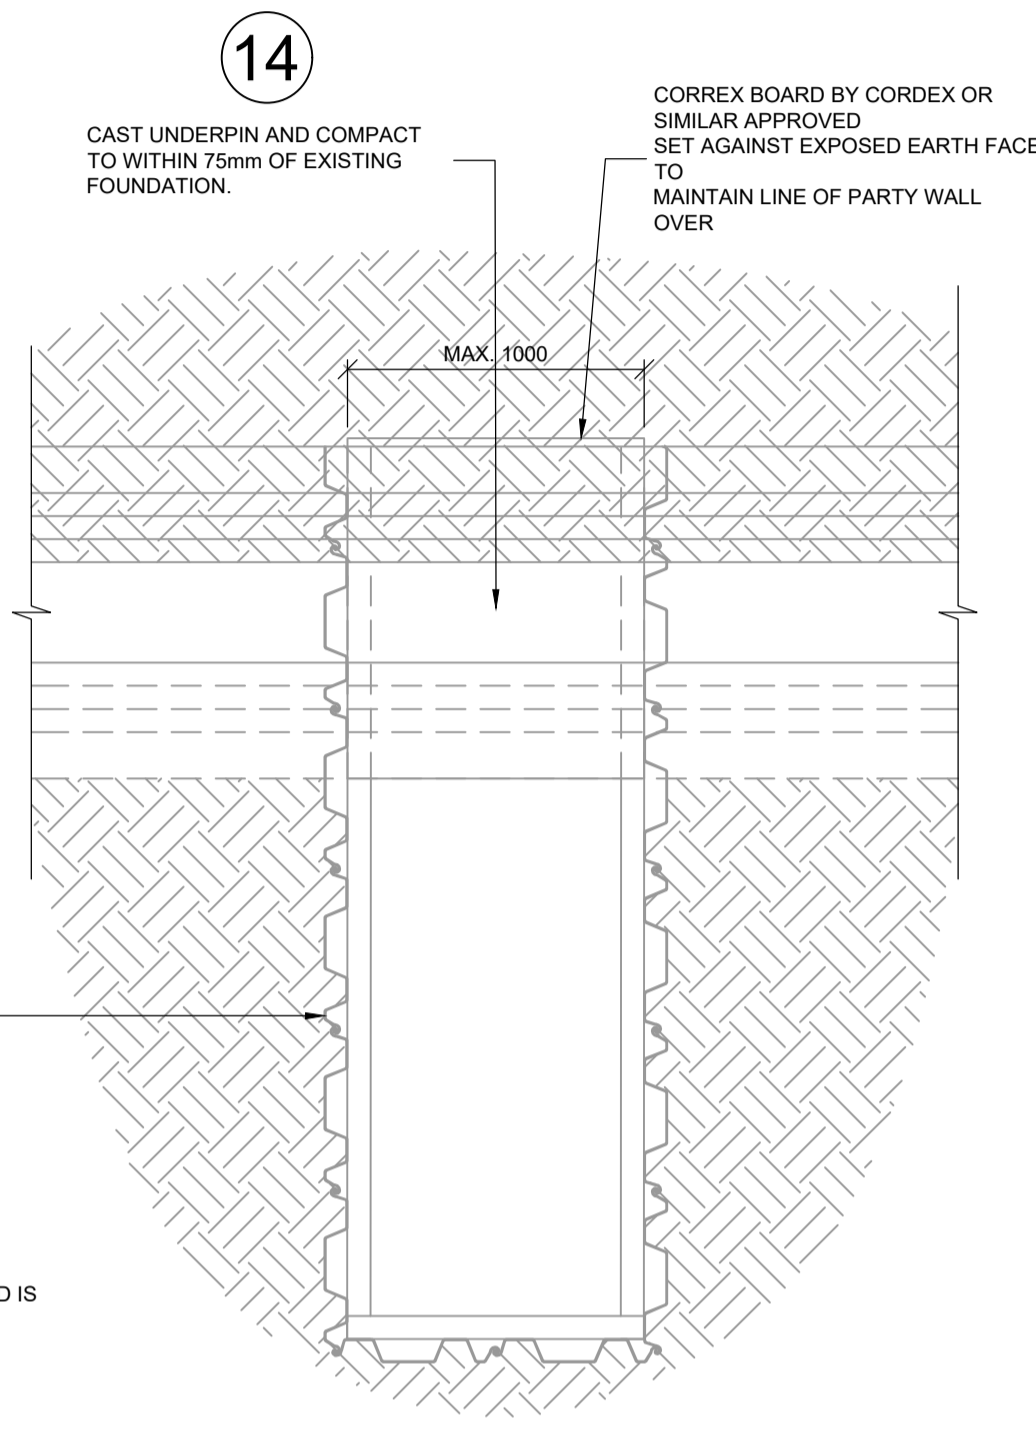 14
CAST UNDERPIN AND COMPACT
TO WITHIN 75mm OF EXISTING
FOUNDATION.
CORREX BOARD BY CORDEX OR
SIMILAR APPROVED
SET AGAINST EXPOSED EARTH FACE
TO
MAINTAIN LINE OF PARTY WALL
OVER
MAX. 1000
D IS